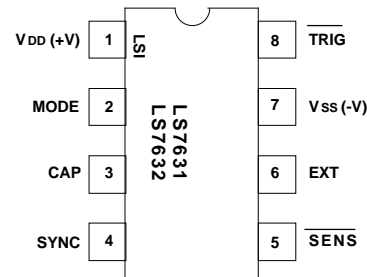 VDD (+V) 1 LSI 8 TRIG
MODE 2 7 VSS (-V)
LS7631
LS7632
CAP 3 6 EXT
SYNC 4 5 SENS